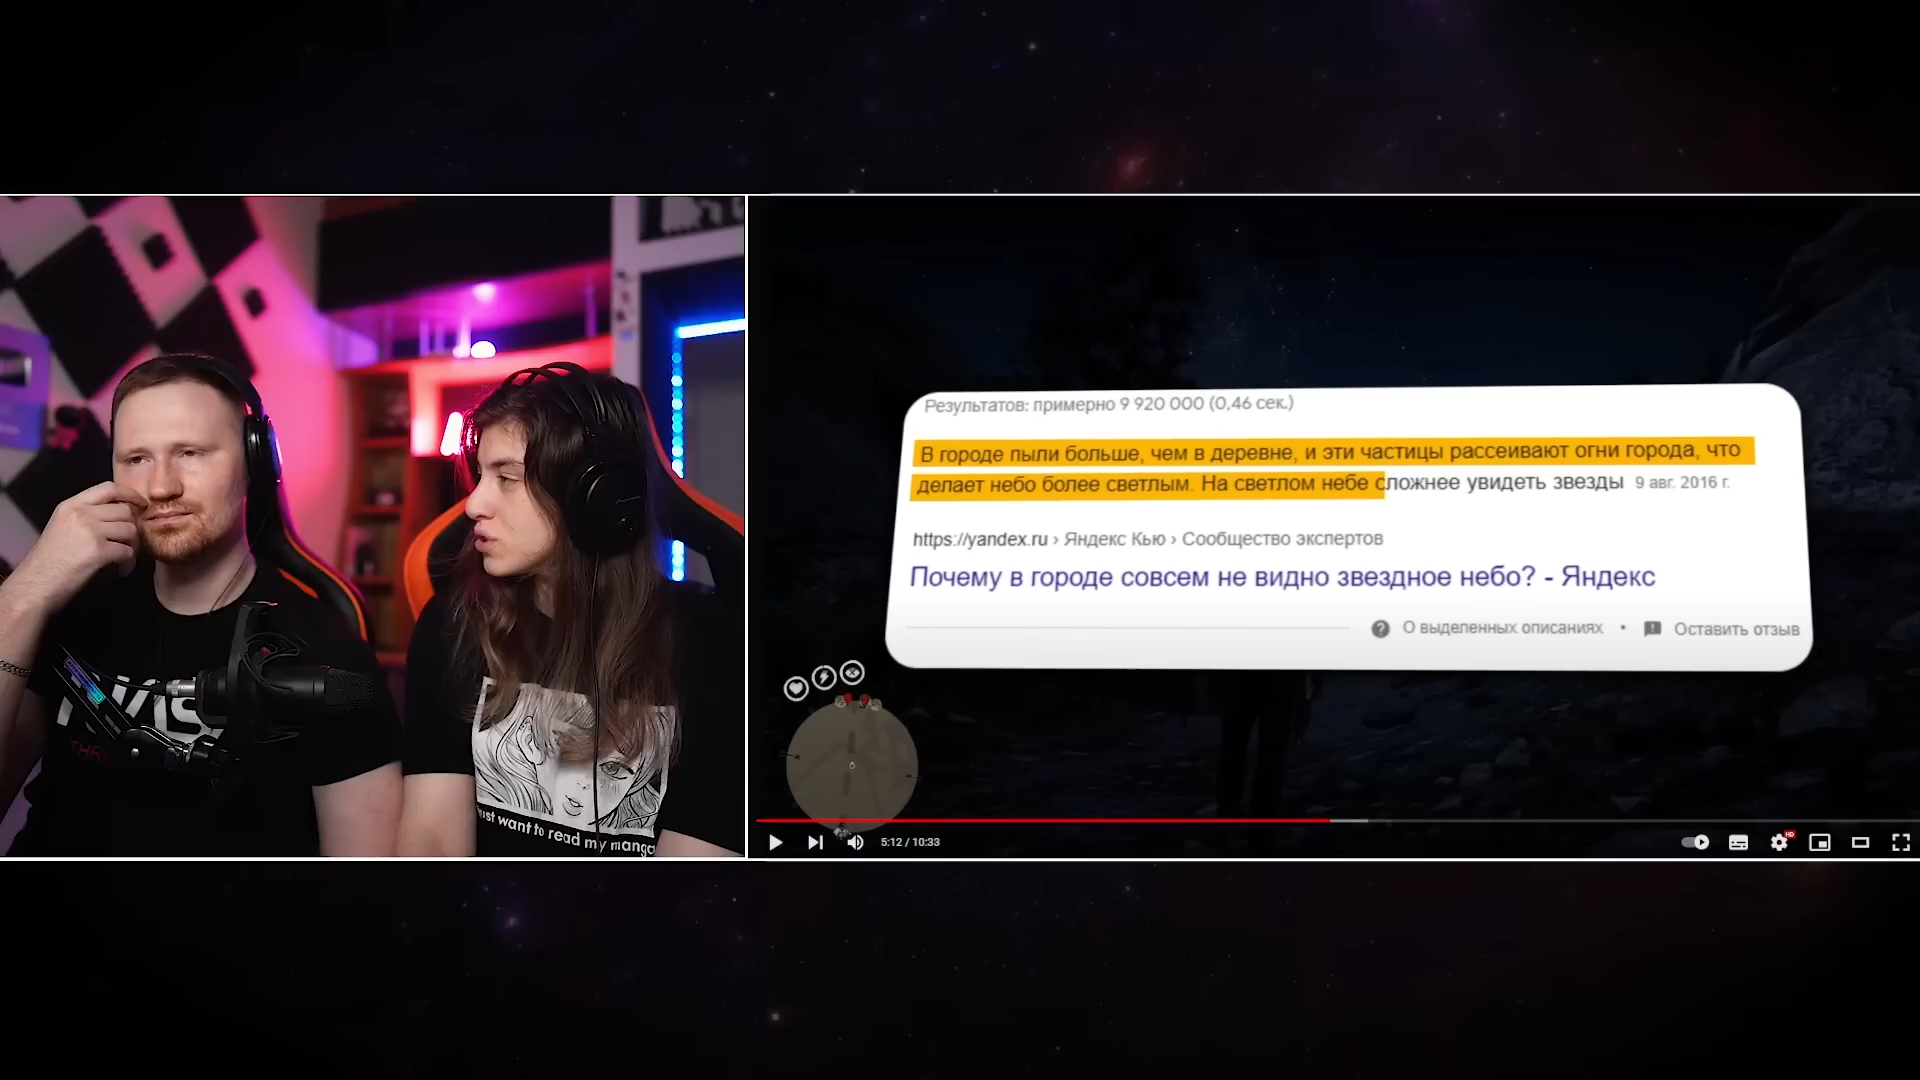 Результатов: примерно 9 920 000 (0,46 сек.)
В городе пыли больше, чем в деревне, и эти частицы рассеивают огни города, что
делает небо более светлым. На светлом небе сложнее увидеть звезды 9 авг. 2016 г.
https://yandex.ru › Яндекс Кью › Сообщество экспертов
Почему в городе совсем не видно звездное небо? - Яндекс
О выделенных описаниях • Оставить отзыв
5:12 / 10:33
HD
just want to read my manga